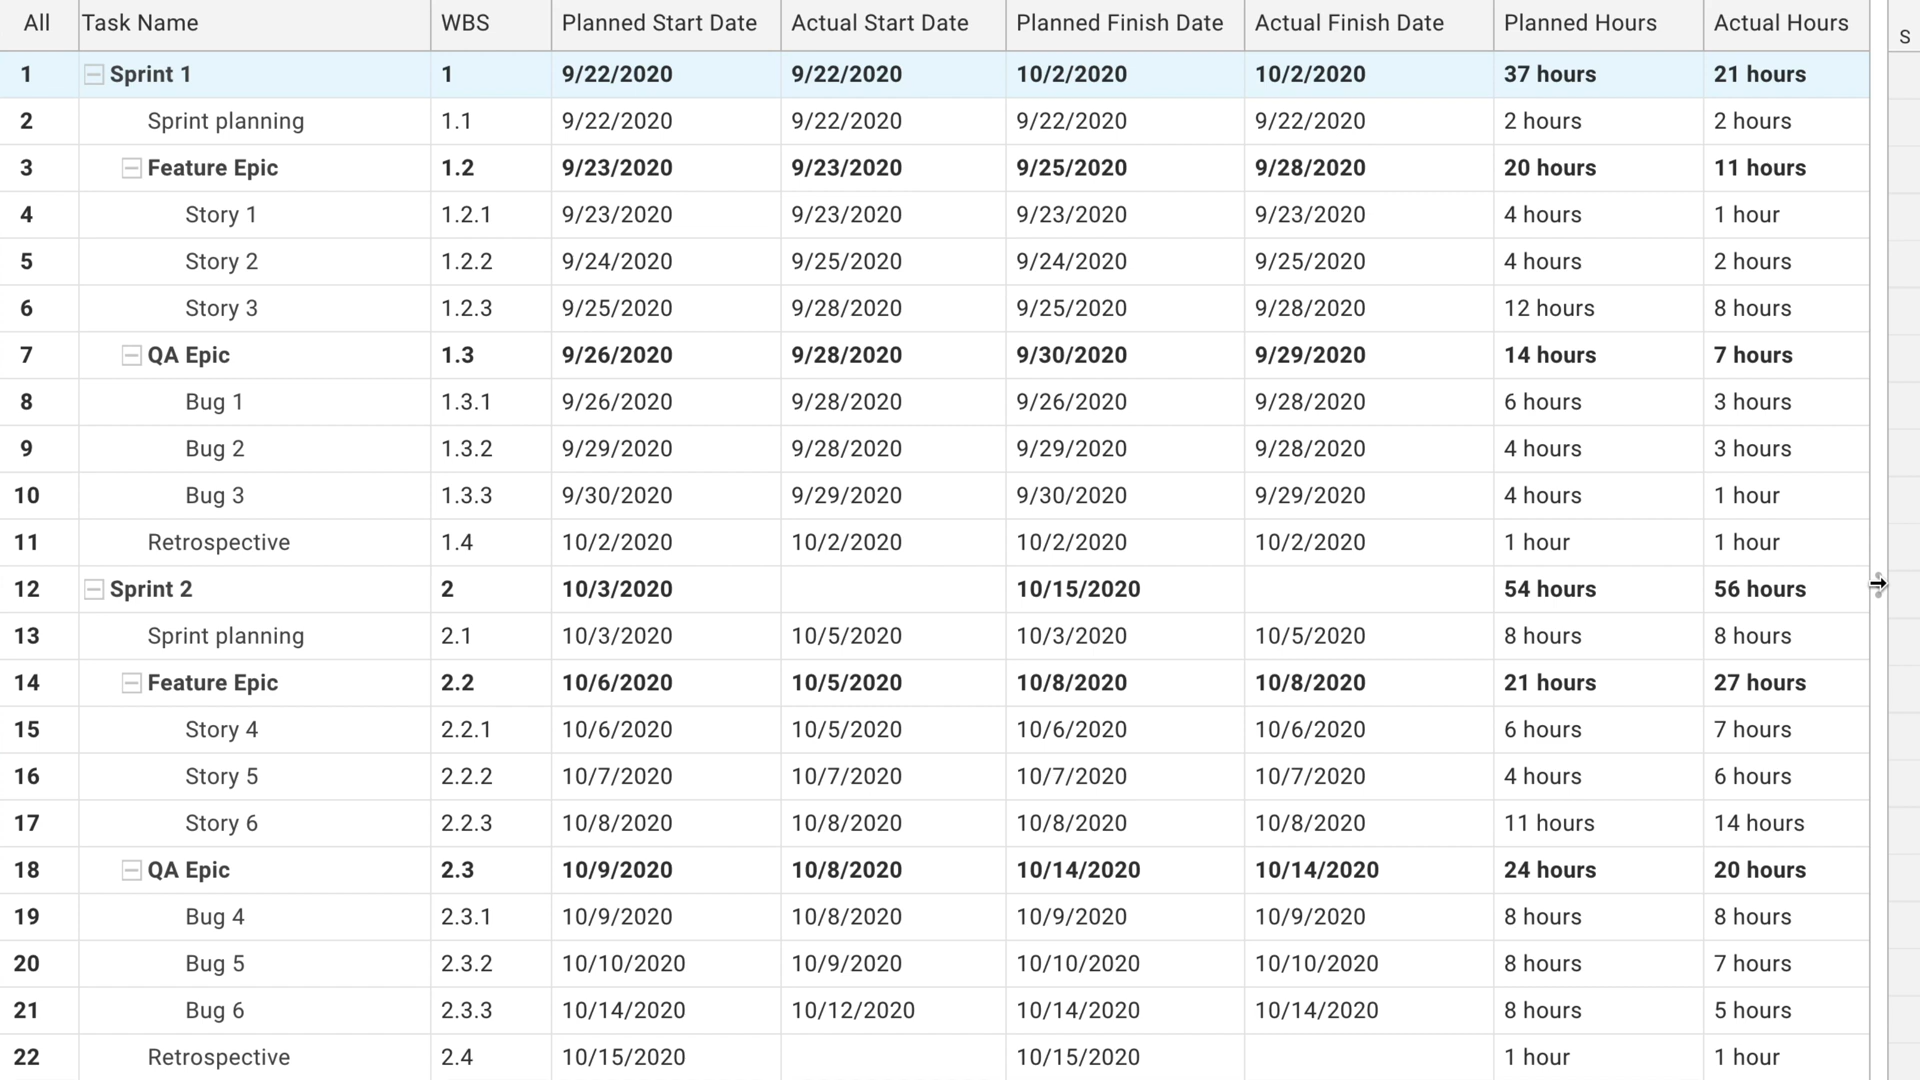 All Task Name WBS Planned Start Date Actual Start Date Planned Finish Date Actual Finish Date Planned Hours Actual Hours S
1 Sprint 1 1 9/22/2020 9/22/2020 10/2/2020 10/2/2020 37 hours 21 hours
2 Sprint planning 1.1 9/22/2020 9/22/2020 9/22/2020 9/22/2020 2 hours 2 hours
3 Feature Epic 1.2 9/23/2020 9/23/2020 9/25/2020 9/28/2020 20 hours 11 hours
4 Story 1 1.2.1 9/23/2020 9/23/2020 9/23/2020 9/23/2020 4 hours 1 hour
5 Story 2 1.2.2 9/24/2020 9/25/2020 9/24/2020 9/25/2020 4 hours 2 hours
6 Story 3 1.2.3 9/25/2020 9/28/2020 9/25/2020 9/28/2020 12 hours 8 hours
7 QA Epic 1.3 9/26/2020 9/28/2020 9/30/2020 9/29/2020 14 hours 7 hours
8 Bug 1 1.3.1 9/26/2020 9/28/2020 9/26/2020 9/28/2020 6 hours 3 hours
9 Bug 2 1.3.2 9/29/2020 9/28/2020 9/29/2020 9/28/2020 4 hours 3 hours
10 Bug 3 1.3.3 9/30/2020 9/29/2020 9/30/2020 9/29/2020 4 hours 1 hour
11 Retrospective 1.4 10/2/2020 10/2/2020 10/2/2020 10/2/2020 1 hour 1 hour
12 Sprint 2 2 10/3/2020 10/15/2020 54 hours 56 hours
13 Sprint planning 2.1 10/3/2020 10/5/2020 10/3/2020 10/5/2020 8 hours 8 hours
14 Feature Epic 2.2 10/6/2020 10/5/2020 10/8/2020 10/8/2020 21 hours 27 hours
15 Story 4 2.2.1 10/6/2020 10/5/2020 10/6/2020 10/6/2020 6 hours 7 hours
16 Story 5 2.2.2 10/7/2020 10/7/2020 10/7/2020 10/7/2020 4 hours 6 hours
17 Story 6 2.2.3 10/8/2020 10/8/2020 10/8/2020 10/8/2020 11 hours 14 hours
18 QA Epic 2.3 10/9/2020 10/8/2020 10/14/2020 10/14/2020 24 hours 20 hours
19 Bug 4 2.3.1 10/9/2020 10/8/2020 10/9/2020 10/9/2020 8 hours 8 hours
20 Bug 5 2.3.2 10/10/2020 10/9/2020 10/10/2020 10/10/2020 8 hours 7 hours
21 Bug 6 2.3.3 10/14/2020 10/12/2020 10/14/2020 10/14/2020 8 hours 5 hours
22 Retrospective 2.4 10/15/2020 10/15/2020 1 hour 1 hour